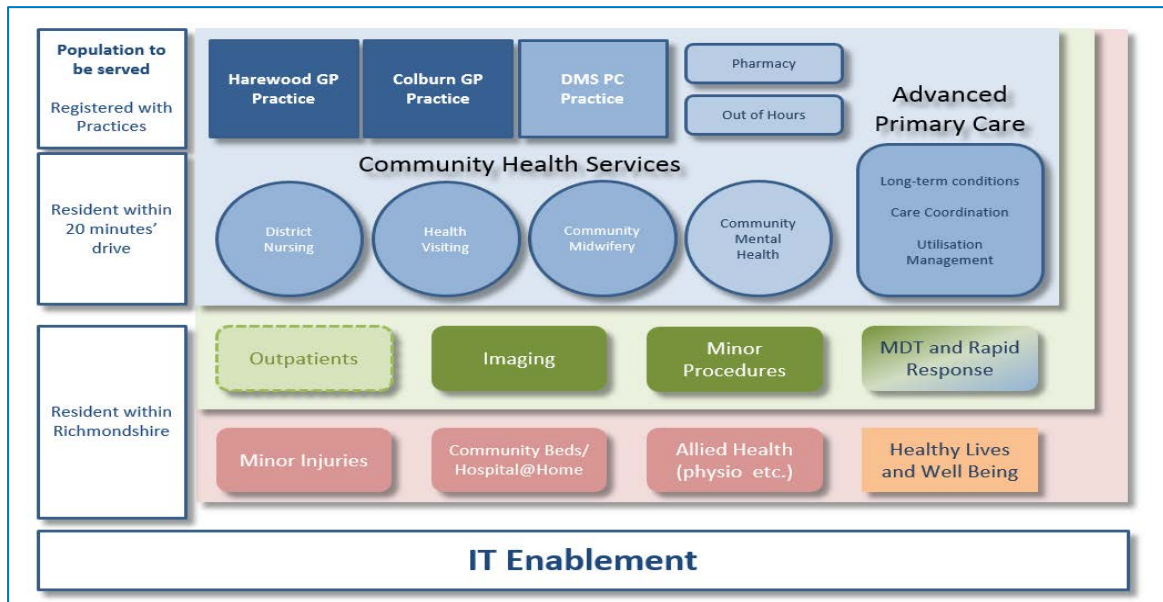 Population to
be served
Registered with
Practices
Harewood GP
Practice
Colburn GP
Practice
DMS PC
Practice
Pharmacy
Out of Hours
Advanced
Primary Care
Community Health Services
Resident within
20 minutes’
drive
District
Nursing
Health
Visiting
Community
Midwifery
Community
Mental
Health
Long-term conditions
Care Coordination
Utilisation
Management
Resident within
Richmondshire
Outpatients
Imaging
Minor
Procedures
MDT and Rapid
Response
Minor Injuries
Community Beds/
Hospital@Home
Allied Health
(physio etc.)
Healthy Lives
and Well Being
IT Enablement